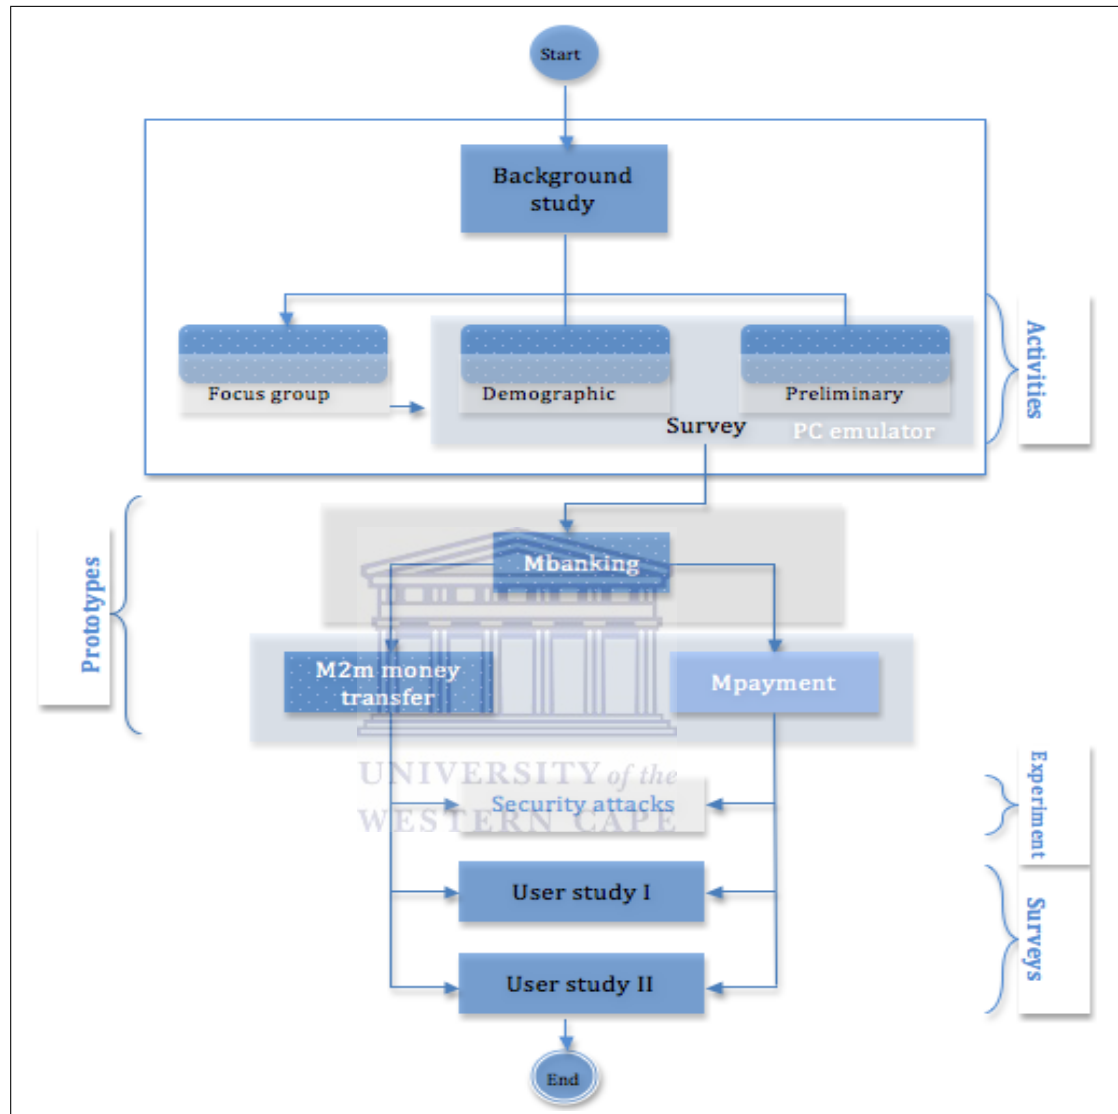 Start
Background
study
Focus group
Demographic
Preliminary
Survey
PC emulator
Activities
Mbanking
Prototypes
M2m money
transfer
Mpayment
UNIVERSITY of the
WESTERN CAPE
Security attacks
Experiment
User study I
Surveys
User study II
End